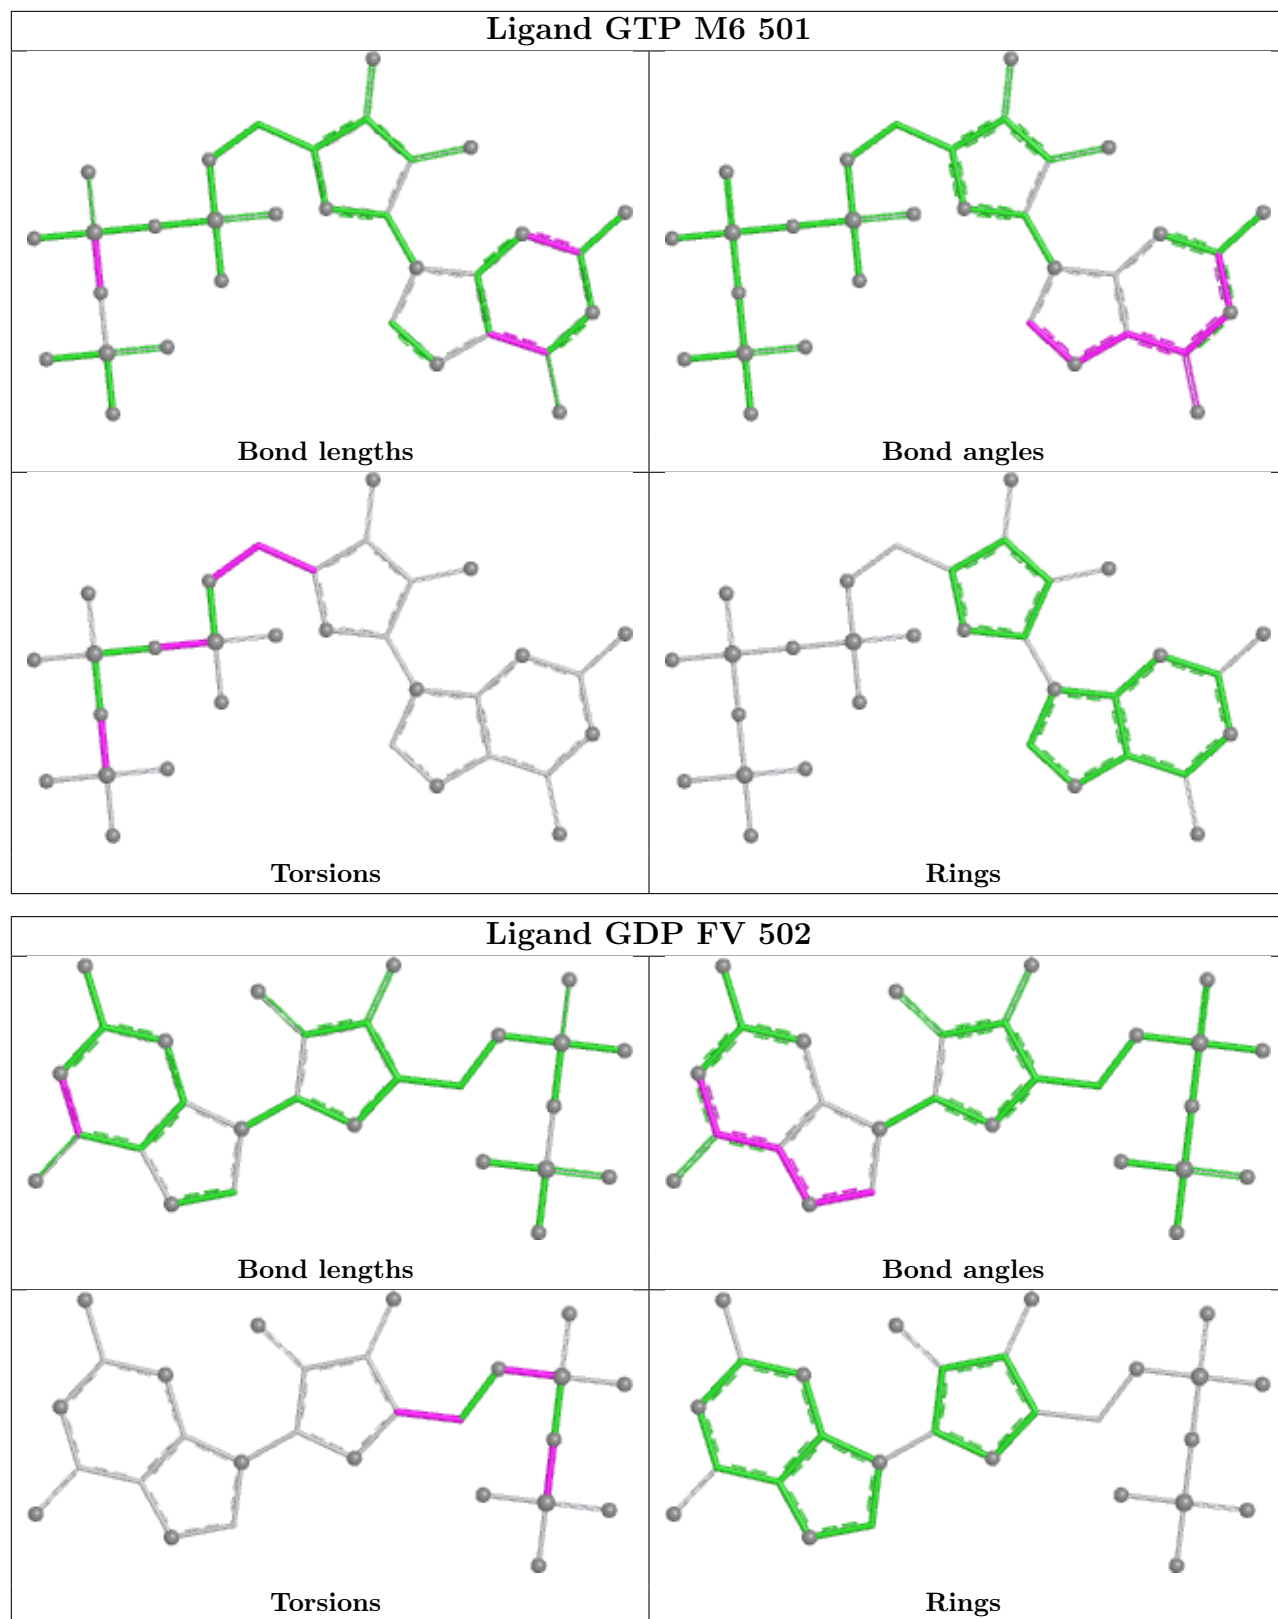 Ligand GTP M6 501
Bond lengths
Bond angles
Torsions
Rings
Ligand GDP FV 502
Bond lengths
Bond angles
Torsions
Rings